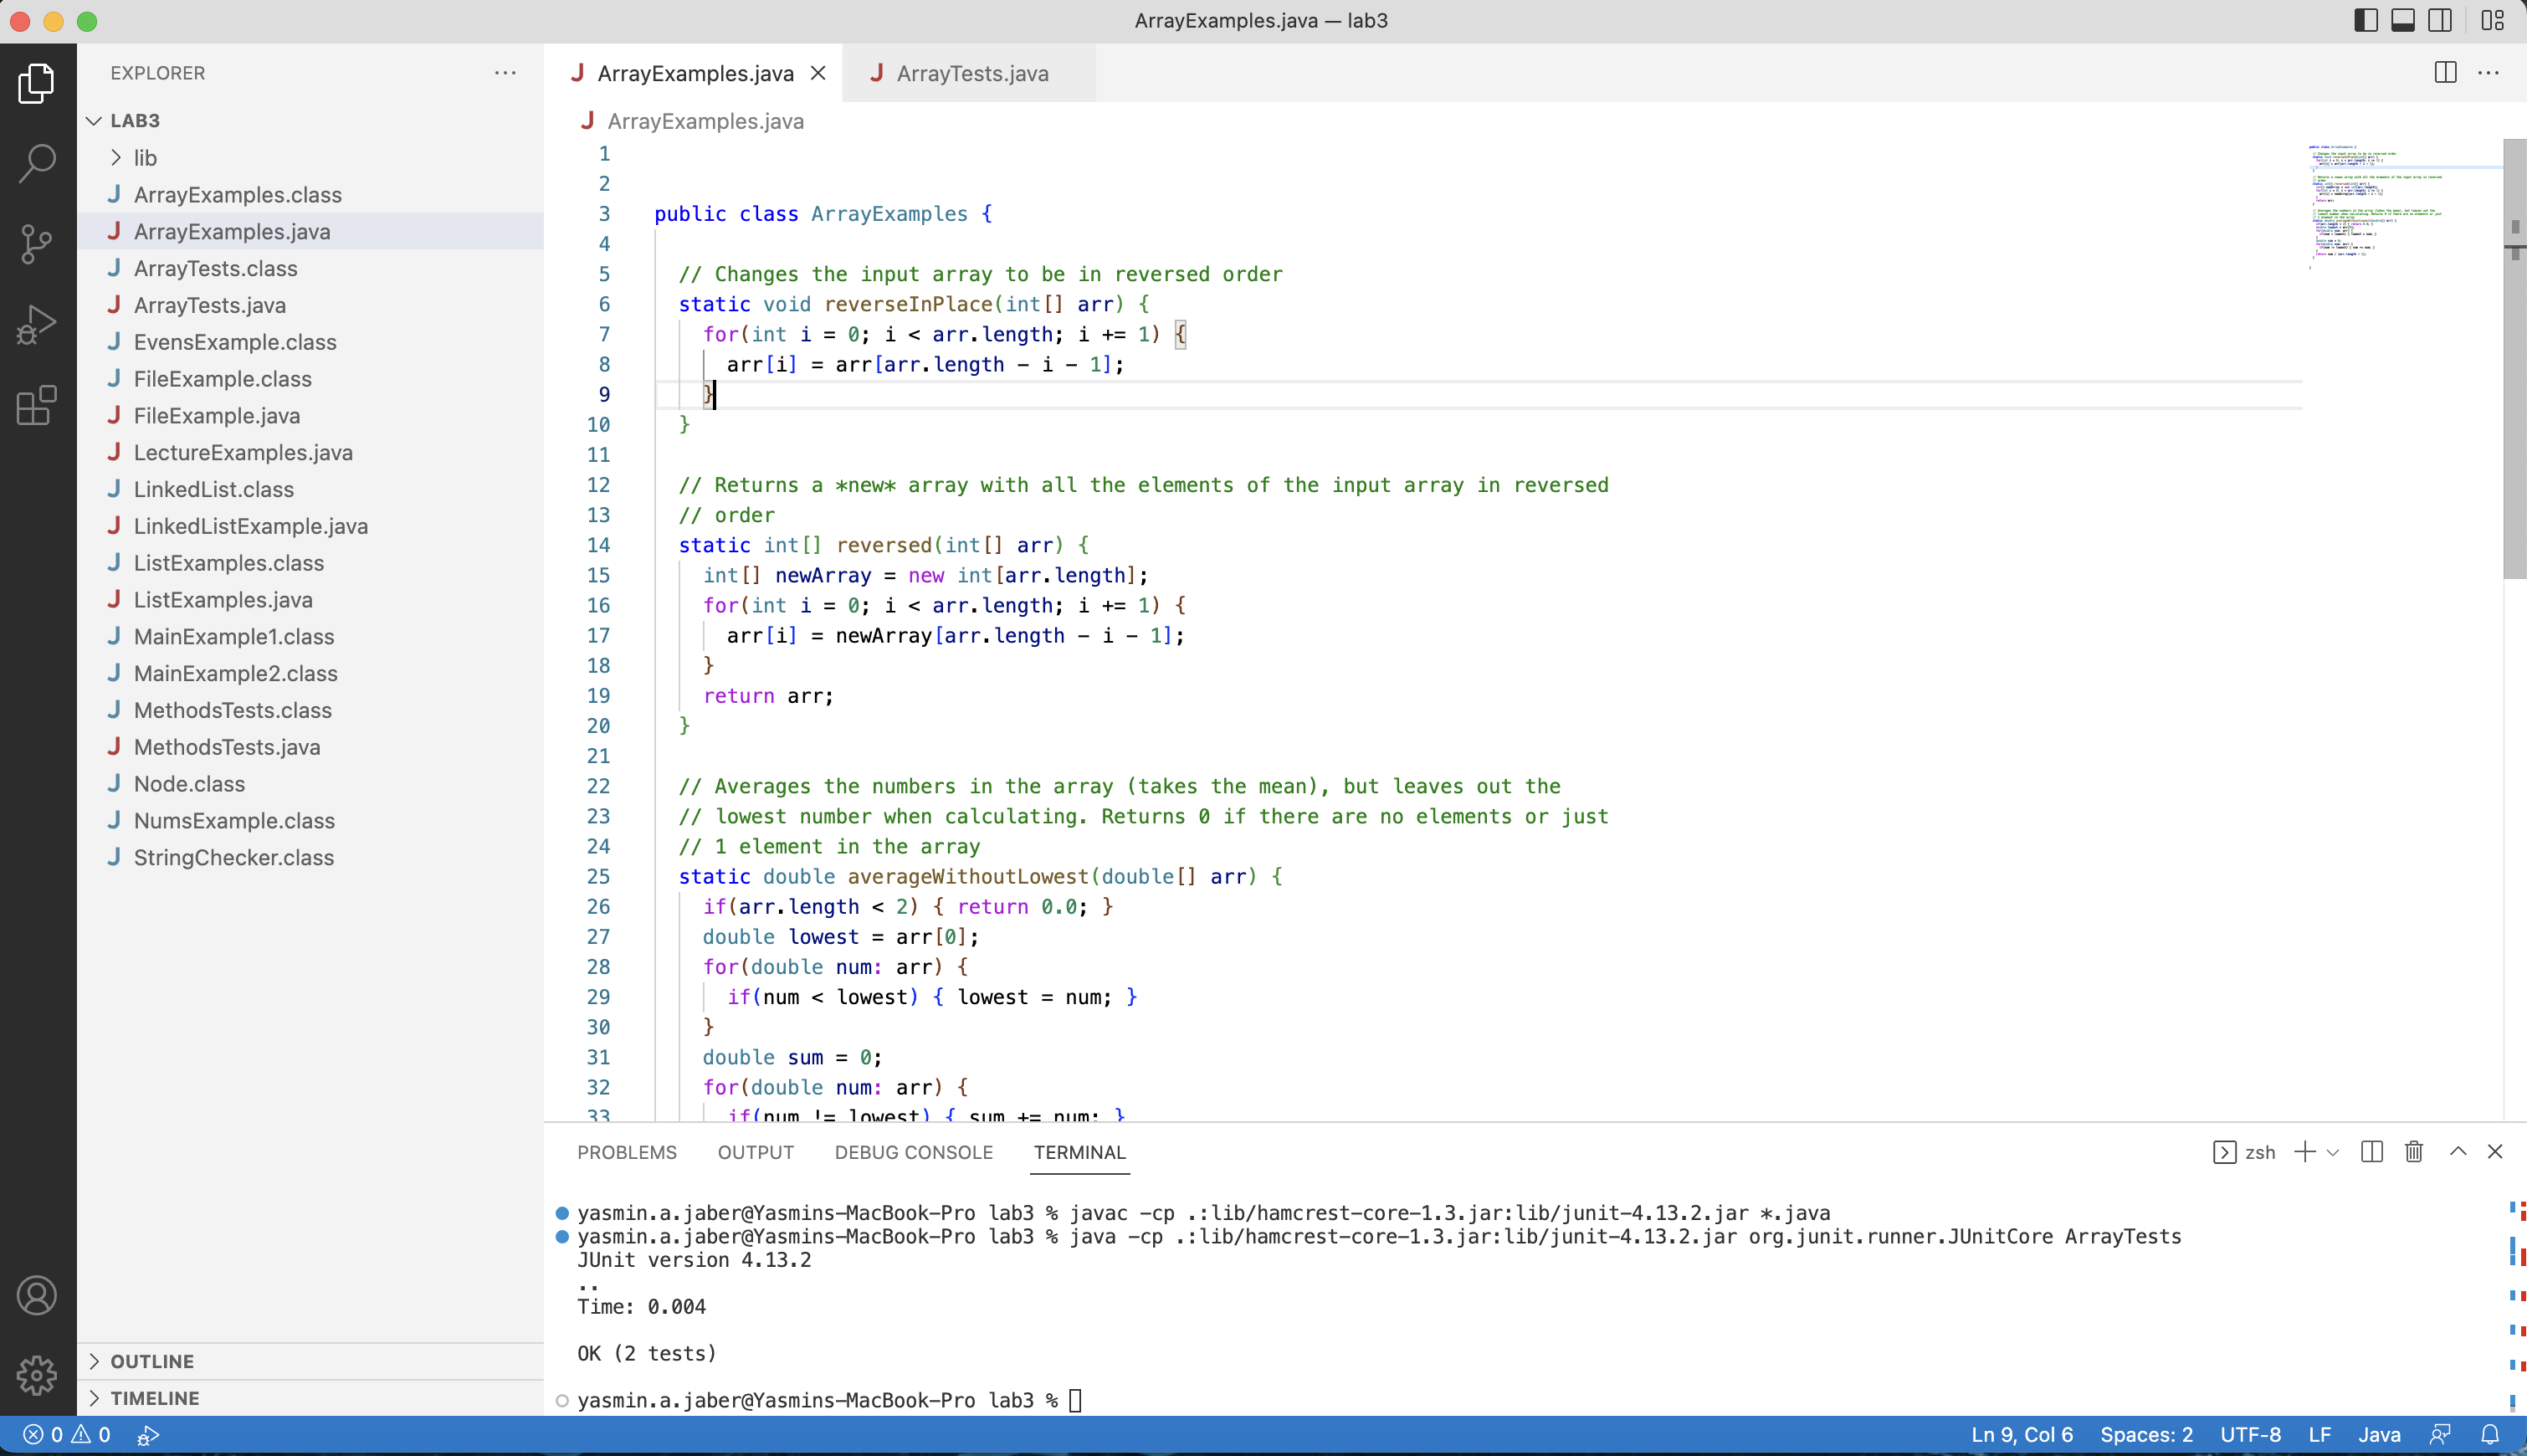 ArrayExamples.java — lab3
EXPLORER
LAB3
lib
ArrayExamples.class
ArrayExamples.java
ArrayTests.class
ArrayTests.java
EvensExample.class
FileExample.class
FileExample.java
LectureExamples.java
LinkedList.class
LinkedListExample.java
ListExamples.class
ListExamples.java
MainExample1.class
MainExample2.class
MethodsTests.class
MethodsTests.java
Node.class
NumsExample.class
StringChecker.class
OUTLINE
TIMELINE
ArrayExamples.java
ArrayTests.java
ArrayExamples.java
1
2
3 public class ArrayExamples {
4
5 // Changes the input array to be in reversed order
6 static void reverseInPlace(int[] arr) {
7 for(int i = 0; i < arr.length; i += 1) {
8 arr[i] = arr[arr.length - i - 1];
9 }
10 }
11
12 // Returns a *new* array with all the elements of the input array in reversed
13 // order
14 static int[] reversed(int[] arr) {
15 int[] newArray = new int[arr.length];
16 for(int i = 0; i < arr.length; i += 1) {
17 arr[i] = newArray[arr.length - i - 1];
18 }
19 return arr;
20 }
21
22 // Averages the numbers in the array (takes the mean), but leaves out the
23 // lowest number when calculating. Returns 0 if there are no elements or just
24 // 1 element in the array
25 static double averageWithoutLowest(double[] arr) {
26 if(arr.length < 2) { return 0.0; }
27 double lowest = arr[0];
28 for(double num: arr) {
29 if(num < lowest) { lowest = num; }
30 }
31 double sum = 0;
32 for(double num: arr) {
33 if(num != lowest) { sum += num; }
PROBLEMS OUTPUT DEBUG CONSOLE TERMINAL
zsh
yasmin.a.jaber@Yasmins-MacBook-Pro lab3 % javac -cp .:lib/hamcrest-core-1.3.jar:lib/junit-4.13.2.jar *.java
yasmin.a.jaber@Yasmins-MacBook-Pro lab3 % java -cp .:lib/hamcrest-core-1.3.jar:lib/junit-4.13.2.jar org.junit.runner.JUnitCore ArrayTests
JUnit version 4.13.2
..
Time: 0.004
OK (2 tests)
yasmin.a.jaber@Yasmins-MacBook-Pro lab3 %
0 0
Ln 9, Col 6 Spaces: 2 UTF-8 LF Java